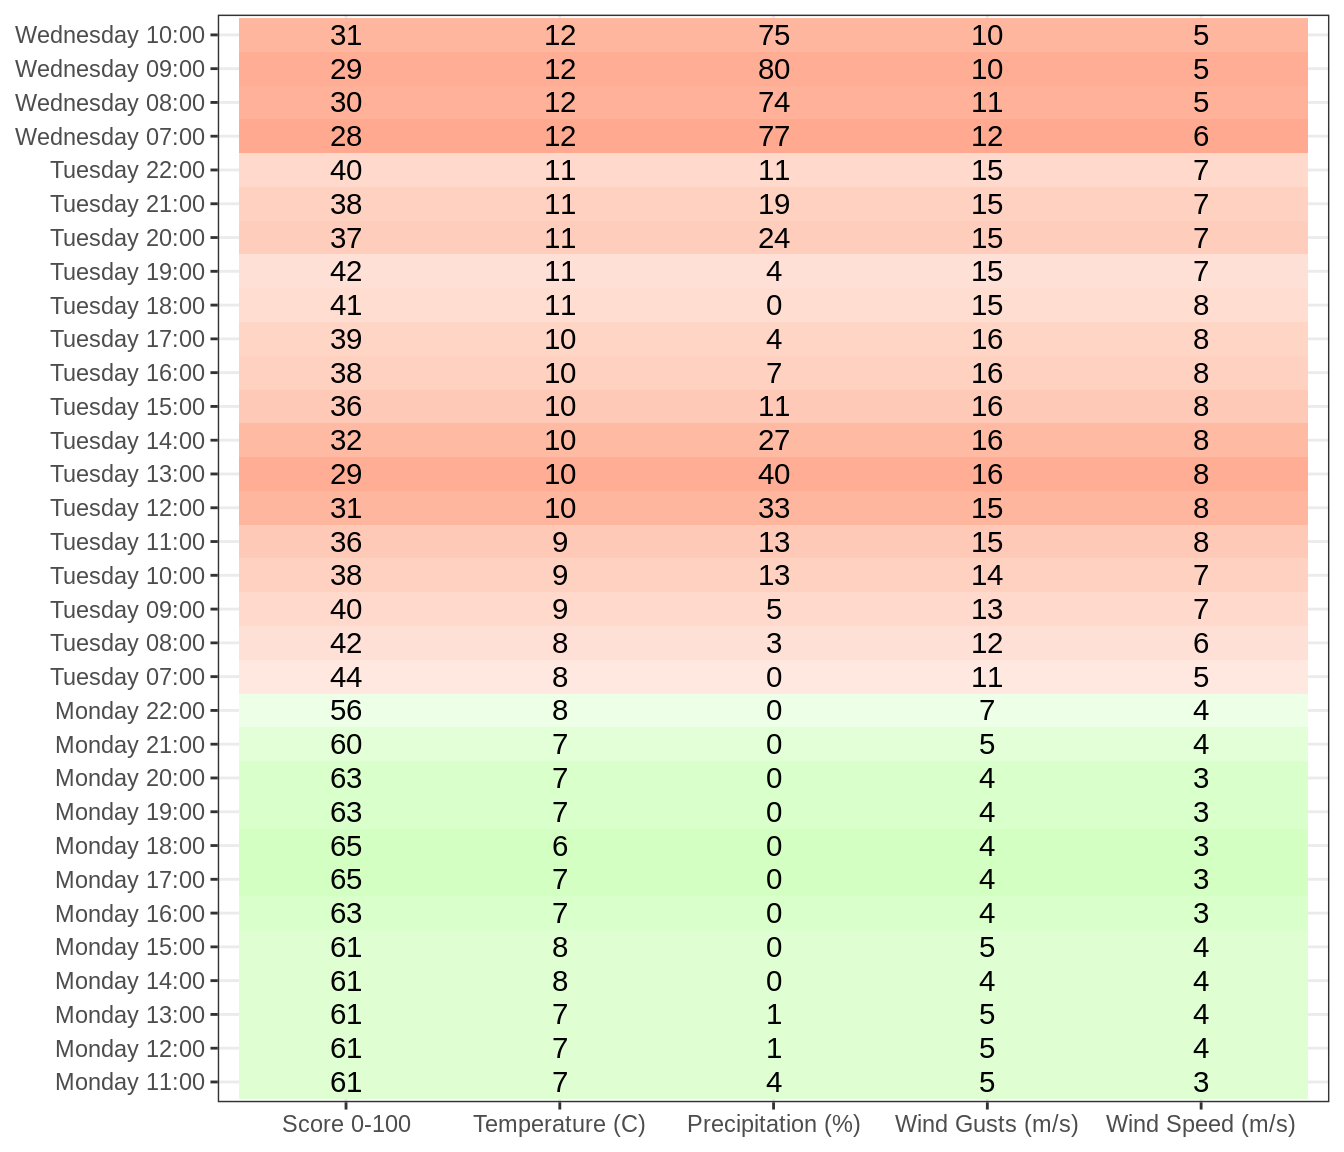 Wednesday 10:00 31 12 75 10 5
Wednesday 09:00 29 12 80 10 5
Wednesday 08:00 30 12 74 11 5
Wednesday 07:00 28 12 77 12 6
Tuesday 22:00 40 11 11 15 7
Tuesday 21:00 38 11 19 15 7
Tuesday 20:00 37 11 24 15 7
Tuesday 19:00 42 11 4 15 7
Tuesday 18:00 41 11 0 15 8
Tuesday 17:00 39 10 4 16 8
Tuesday 16:00 38 10 7 16 8
Tuesday 15:00 36 10 11 16 8
Tuesday 14:00 32 10 27 16 8
Tuesday 13:00 29 10 40 16 8
Tuesday 12:00 31 10 33 15 8
Tuesday 11:00 36 9 13 15 8
Tuesday 10:00 38 9 13 14 7
Tuesday 09:00 40 9 5 13 7
Tuesday 08:00 42 8 3 12 6
Tuesday 07:00 44 8 0 11 5
Monday 22:00 56 8 0 7 4
Monday 21:00 60 7 0 5 4
Monday 20:00 63 7 0 4 3
Monday 19:00 63 7 0 4 3
Monday 18:00 65 6 0 4 3
Monday 17:00 65 7 0 4 3
Monday 16:00 63 7 0 4 3
Monday 15:00 61 8 0 5 4
Monday 14:00 61 8 0 4 4
Monday 13:00 61 7 1 5 4
Monday 12:00 61 7 1 5 4
Monday 11:00 61 7 4 5 3
Score 0-100 Temperature (C) Precipitation (%) Wind Gusts (m/s) Wind Speed (m/s)